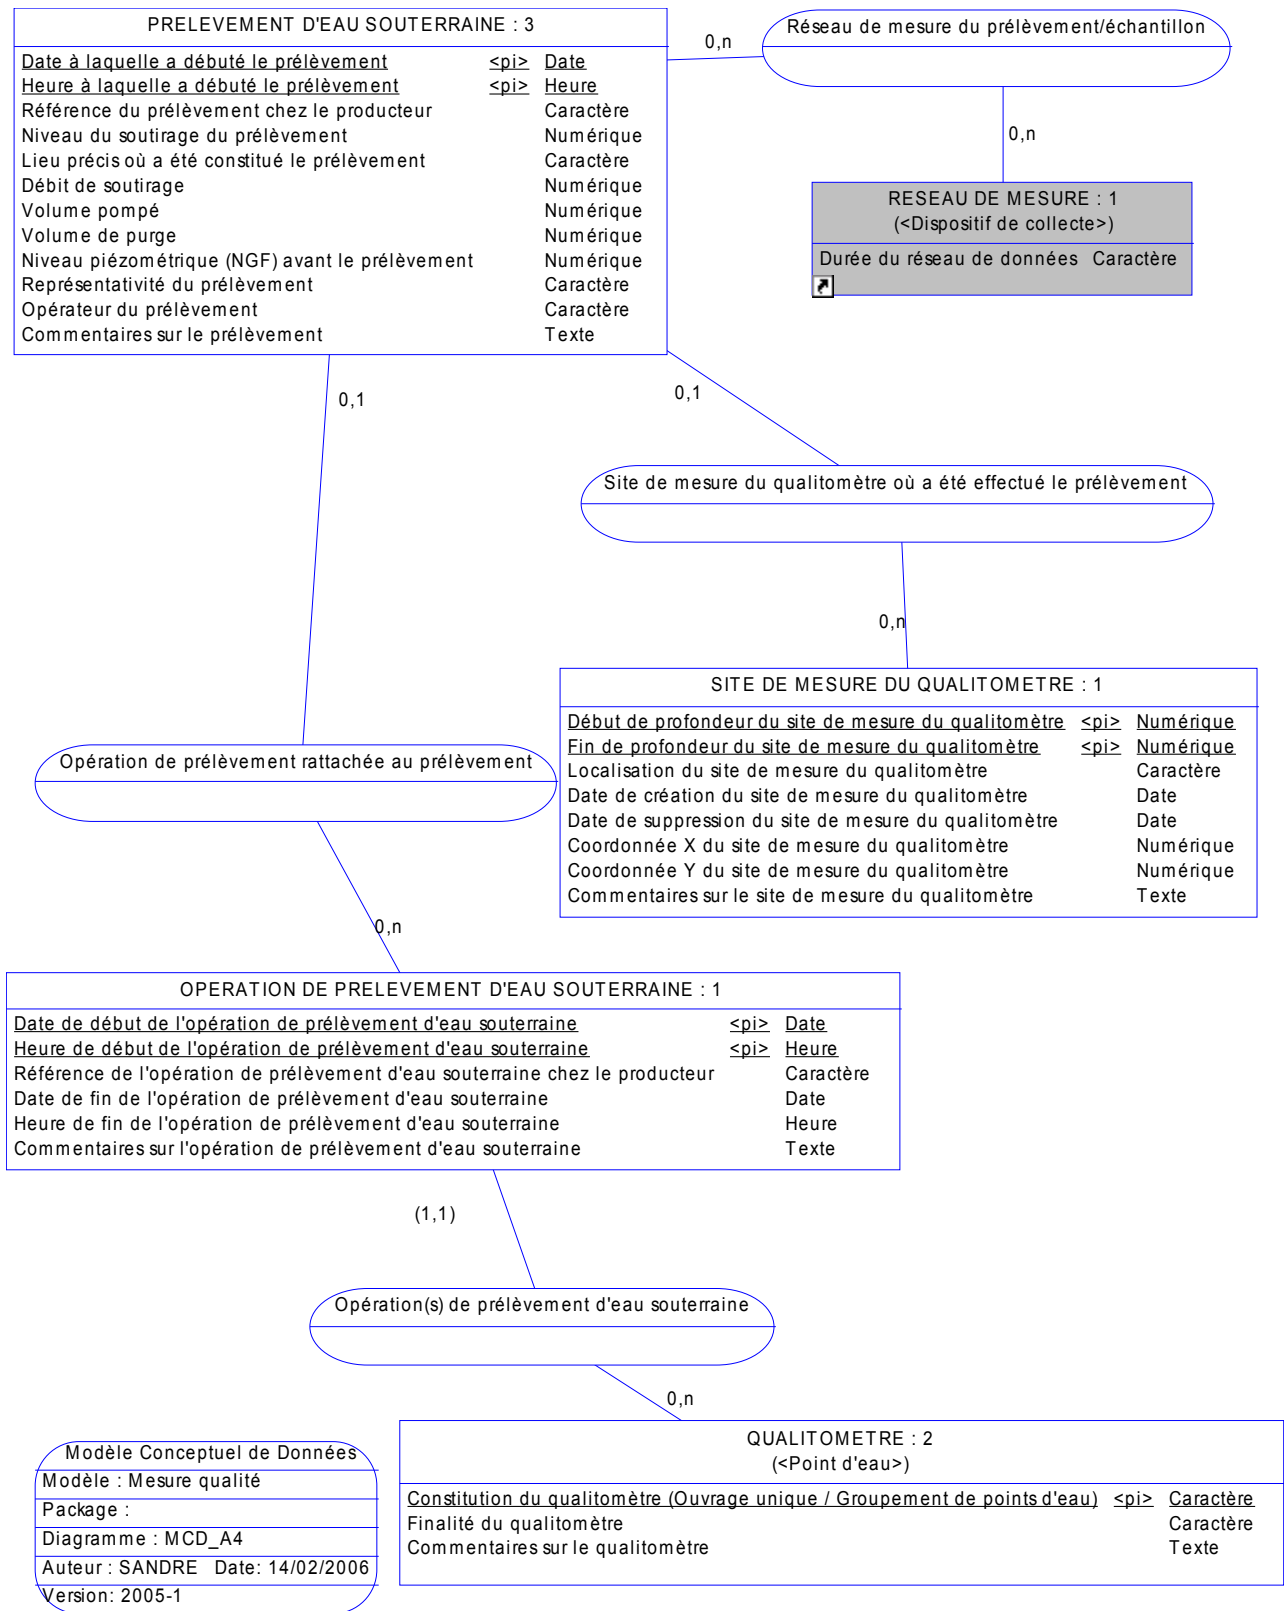 PRELEVEMENT D'EAU SOUTERRAINE : 3
Date à laquelle a débuté le prélèvement <pi> Date
Heure à laquelle a débuté le prélèvement <pi> Heure
Référence du prélèvement chez le producteur Caractère
Niveau du soutirage du prélèvement Numérique
Lieu précis où a été constitué le prélèvement Caractère
Débit de soutirage Numérique
Volume pompé Numérique
Volume de purge Numérique
Niveau piézométrique (NGF) avant le prélèvement Numérique
Représentativité du prélèvement Caractère
Opérateur du prélèvement Caractère
Commentaires sur le prélèvement Texte
0,n
Réseau de mesure du prélèvement/échantillon
0,n
RESEAU DE MESURE : 1
(<Dispositif de collecte>)
Durée du réseau de données Caractère
0,1
0,1
Site de mesure du qualitomètre où a été effectué le prélèvement
0,n
SITE DE MESURE DU QUALITOMETRE : 1
Début de profondeur du site de mesure du qualitomètre <pi> Numérique
Fin de profondeur du site de mesure du qualitomètre <pi> Numérique
Localisation du site de mesure du qualitomètre Caractère
Date de création du site de mesure du qualitomètre Date
Date de suppression du site de mesure du qualitomètre Date
Coordonnée X du site de mesure du qualitomètre Numérique
Coordonnée Y du site de mesure du qualitomètre Numérique
Commentaires sur le site de mesure du qualitomètre Texte
Opération de prélèvement rattachée au prélèvement
0,n
OPERATION DE PRELEVEMENT D'EAU SOUTERRAINE : 1
Date de début de l'opération de prélèvement d'eau souterraine <pi> Date
Heure de début de l'opération de prélèvement d'eau souterraine <pi> Heure
Référence de l'opération de prélèvement d'eau souterraine chez le producteur Caractère
Date de fin de l'opération de prélèvement d'eau souterraine Date
Heure de fin de l'opération de prélèvement d'eau souterraine Heure
Commentaires sur l'opération de prélèvement d'eau souterraine Texte
(1,1)
Opération(s) de prélèvement d'eau souterraine
0,n
QUALITOMETRE : 2
(<Point d'eau>)
Constitution du qualitomètre (Ouvrage unique / Groupement de points d'eau) <pi> Caractère
Finalité du qualitomètre Caractère
Commentaires sur le qualitomètre Texte
Modèle Conceptuel de Données
Modèle : Mesure qualité
Package :
Diagramme : MCD_A4
Auteur : SANDRE Date: 14/02/2006
Version: 2005-1